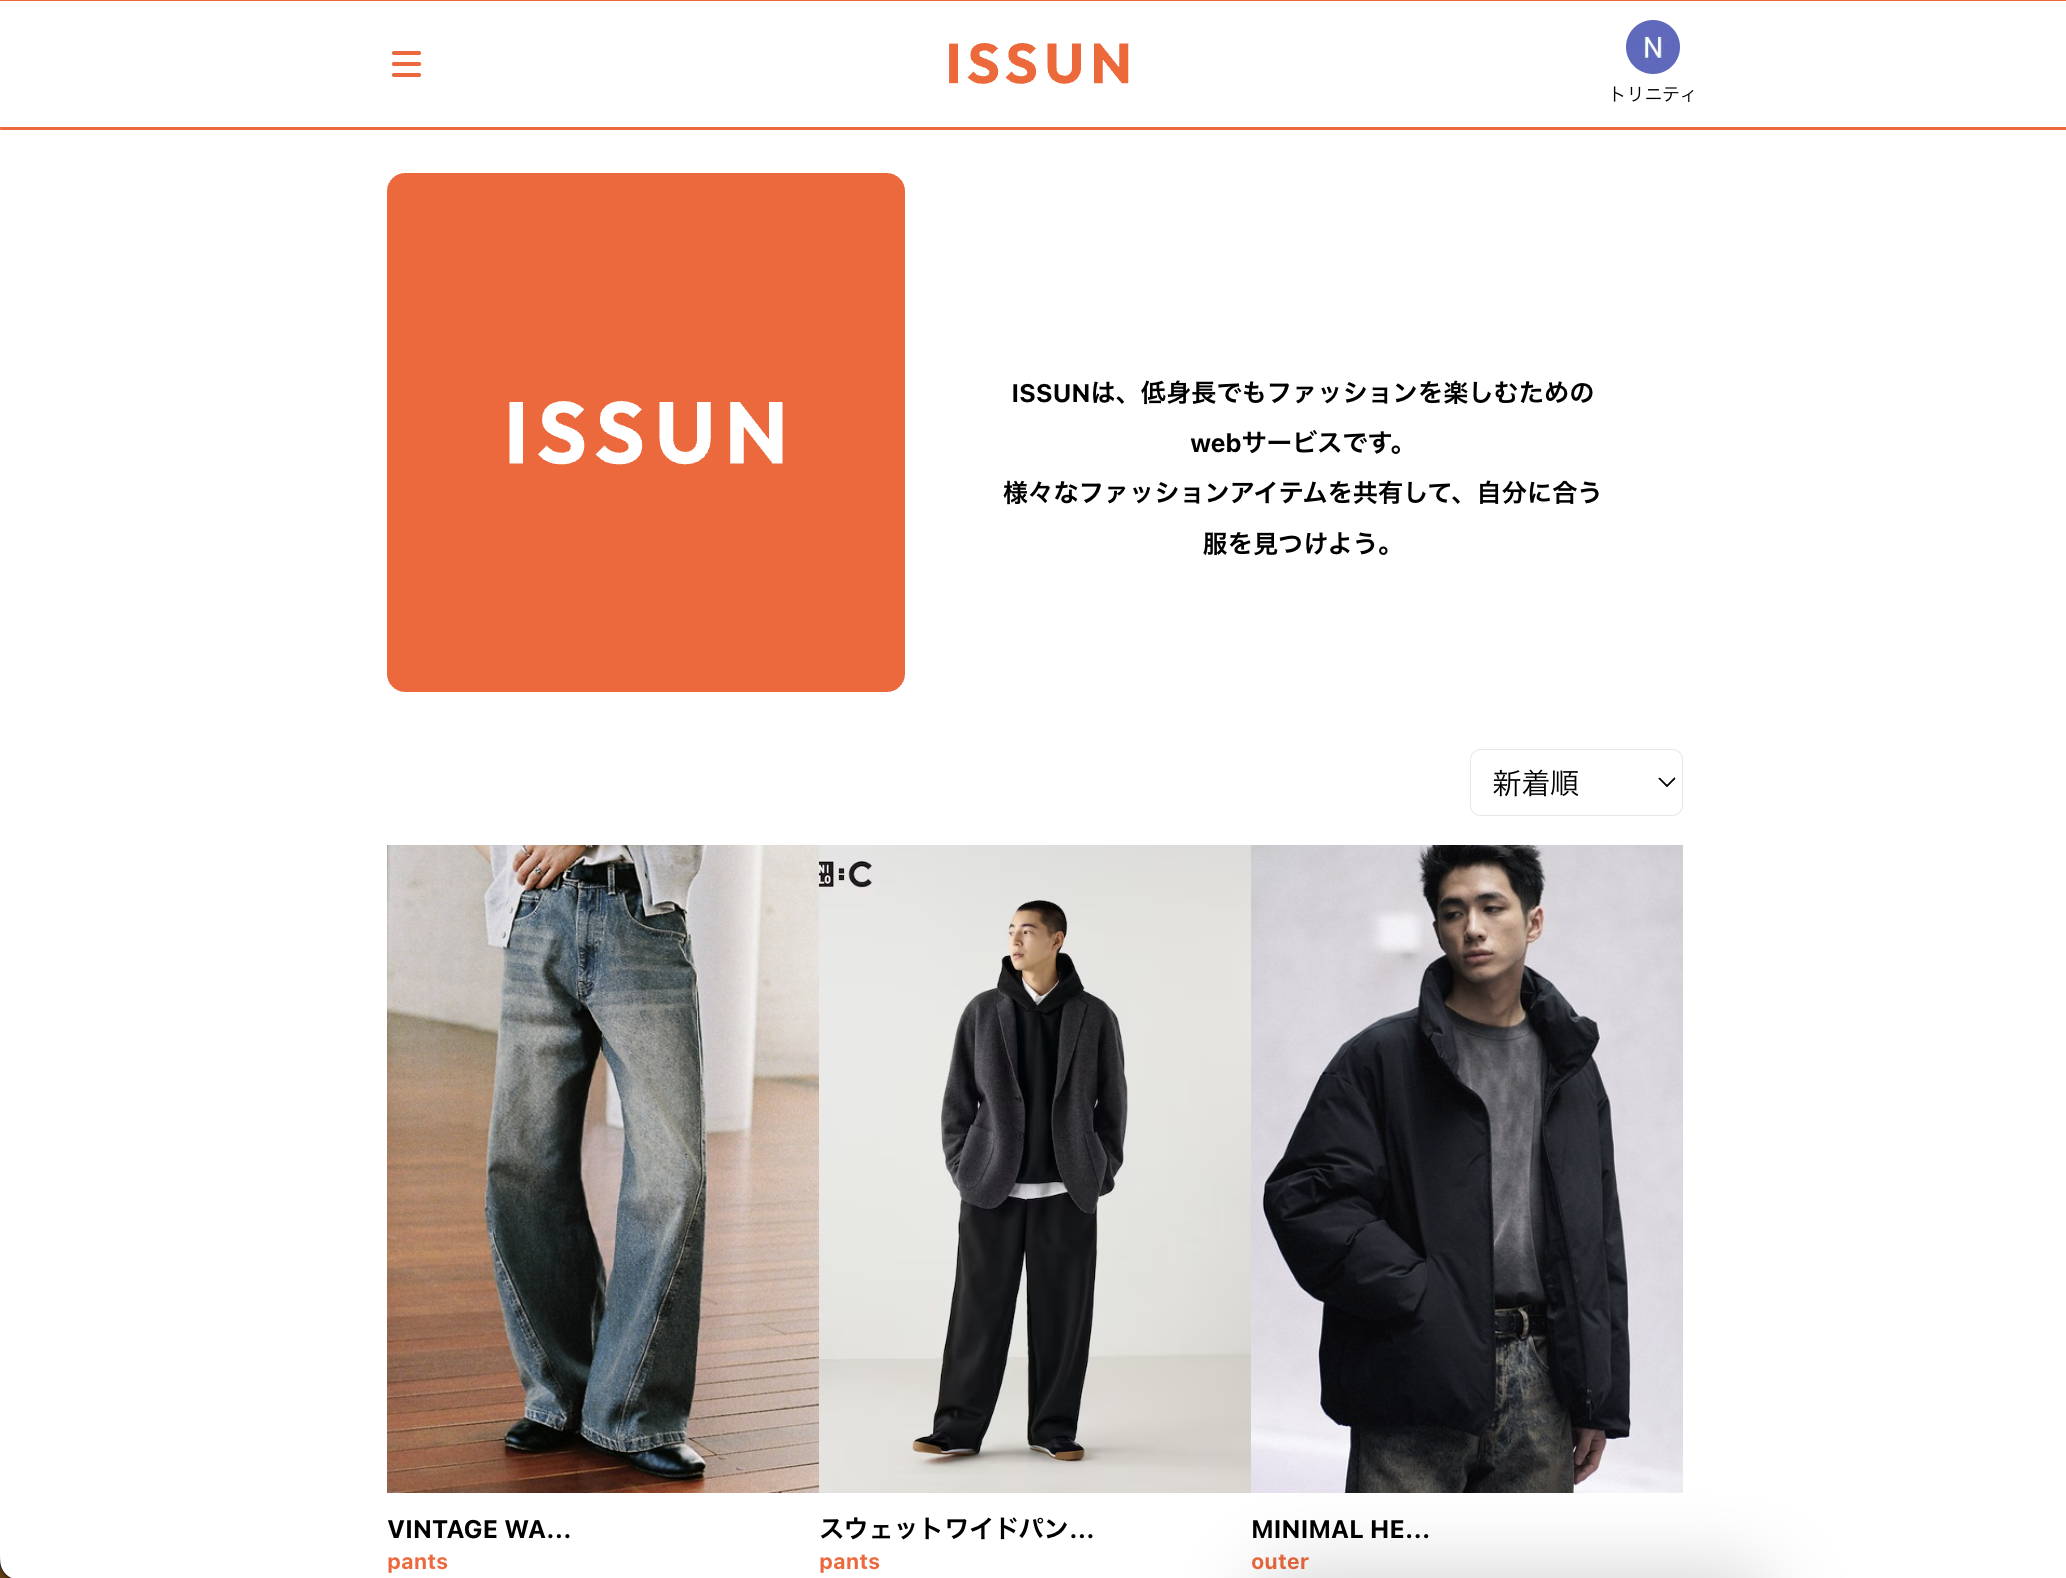 ISSUN
N
トリニティ
ISSUN
ISSUNは、低身長でもファッションを楽しむための
webサービスです。
様々なファッションアイテムを共有して、自分に合う
服を見つけよう。
新着順
NI : C
LO
VINTAGE WA...
スウェットワイドパン...
MINIMAL HE...
pants
pants
outer